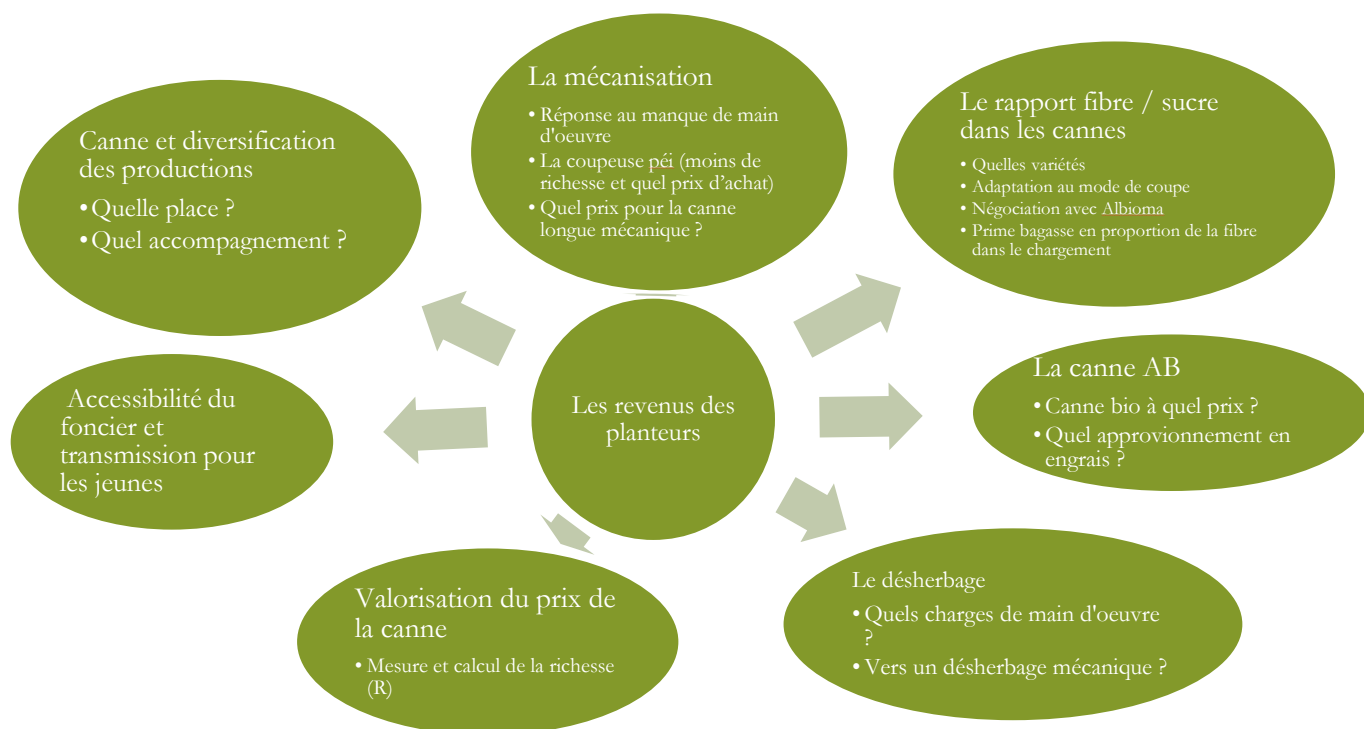 La mécanisation
• Réponse au manque de main
d'oeuvre
• La coupeuse péi (moins de
richesse et quel prix d’achat)
• Quel prix pour la canne
longue mécanique ?
Canne et diversification
des productions
• Quelle place ?
• Quel accompagnement ?
Le rapport fibre / sucre
dans les cannes
• Quelles variétés
• Adaptation au mode de coupe
• Négociation avec Albioma
• Prime bagasse en proportion de la fibre
dans le chargement
Accessibilité du
foncier et
transmission pour
les jeunes
Les revenus des
planteurs
La canne AB
• Canne bio à quel prix ?
• Quel approvionnement en
engrais ?
Valorisation du prix de
la canne
• Mesure et calcul de la richesse
(R)
Le désherbage
• Quels charges de main d'oeuvre
?
• Vers un désherbage mécanique ?